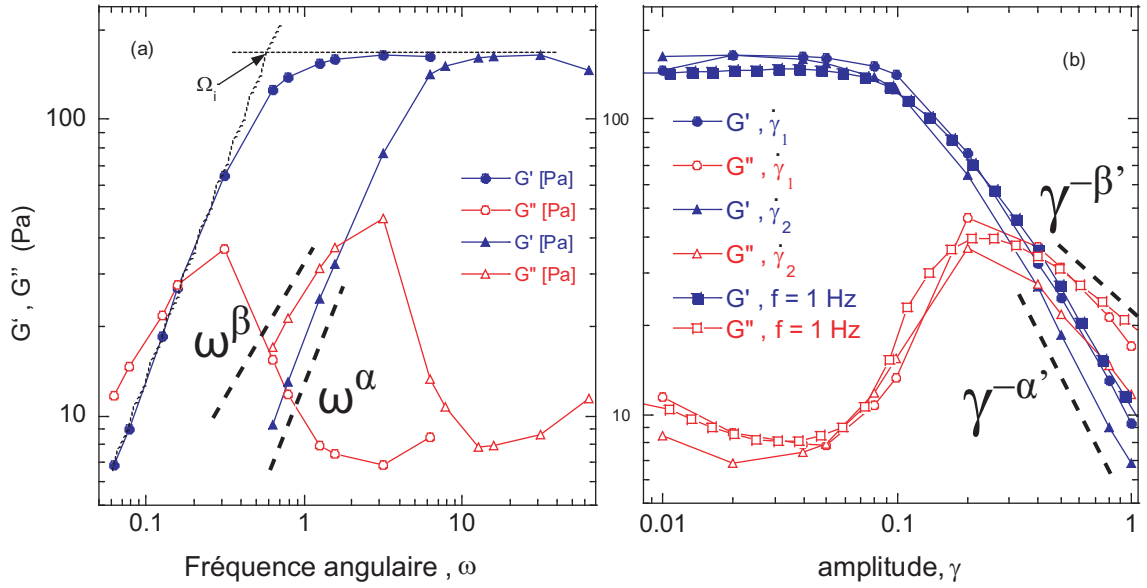 (a)
Ωi
100
10
G' [Pa]
G" [Pa]
G' [Pa]
G" [Pa]
ω^β
ω^α
0.1
1
10
G' , G'' (Pa)
Fréquence angulaire , ω
(b)
100
10
G' , γ̇1
G" , γ̇1
G' , γ̇2
G" , γ̇2
G' , f = 1 Hz
G" , f = 1 Hz
γ^-β'
γ^-α'
0.01
0.1
1
amplitude, γ